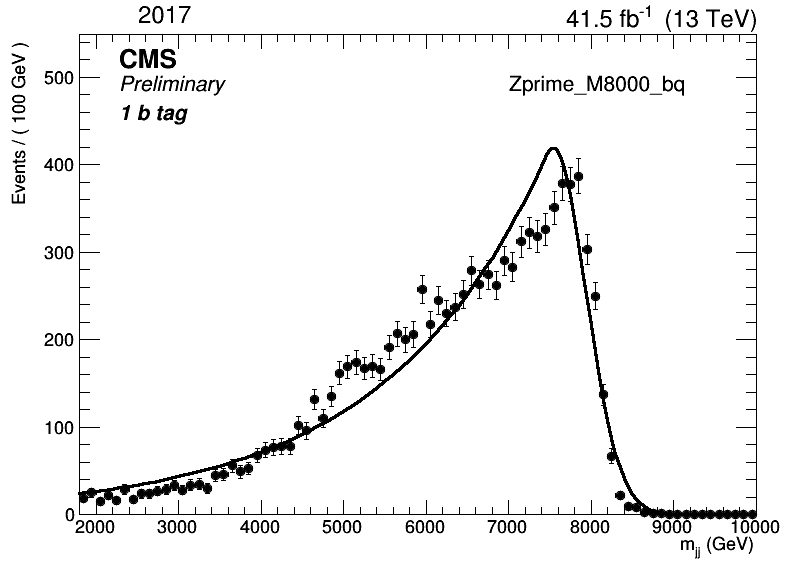 2017
41.5 fb-1 (13 TeV)
CMS
Preliminary
1 b tag
Zprime_M8000_bq
Events / ( 100 GeV )
500
400
300
200
100
0
2000 3000 4000 5000 6000 7000 8000 9000 10000
mjj (GeV)